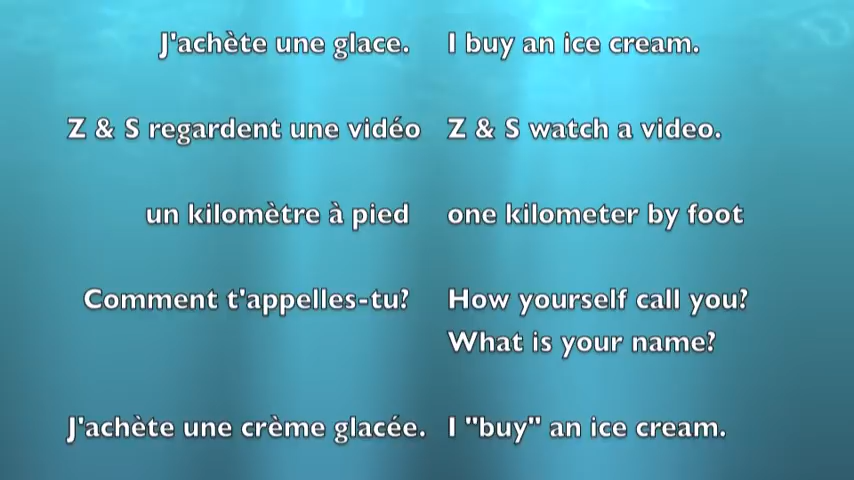 J'achète une glace. I buy an ice cream.
Z & S regardent une vidéo Z & S watch a video.
un kilomètre à pied one kilometer by foot
Comment t'appelles-tu? How yourself call you?
What is your name?
J'achète une crème glacée. I "buy" an ice cream.